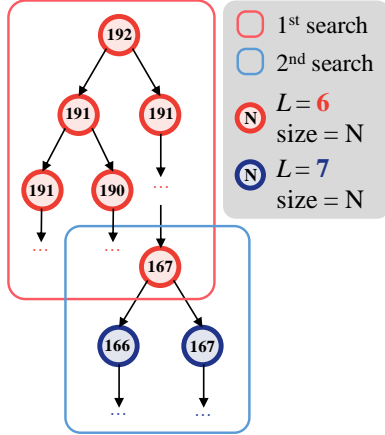 192
191
191
191
190
...
...
...
167
166
167
...
...
1st search
2nd search
N
L = 6
size = N
N
L = 7
size = N